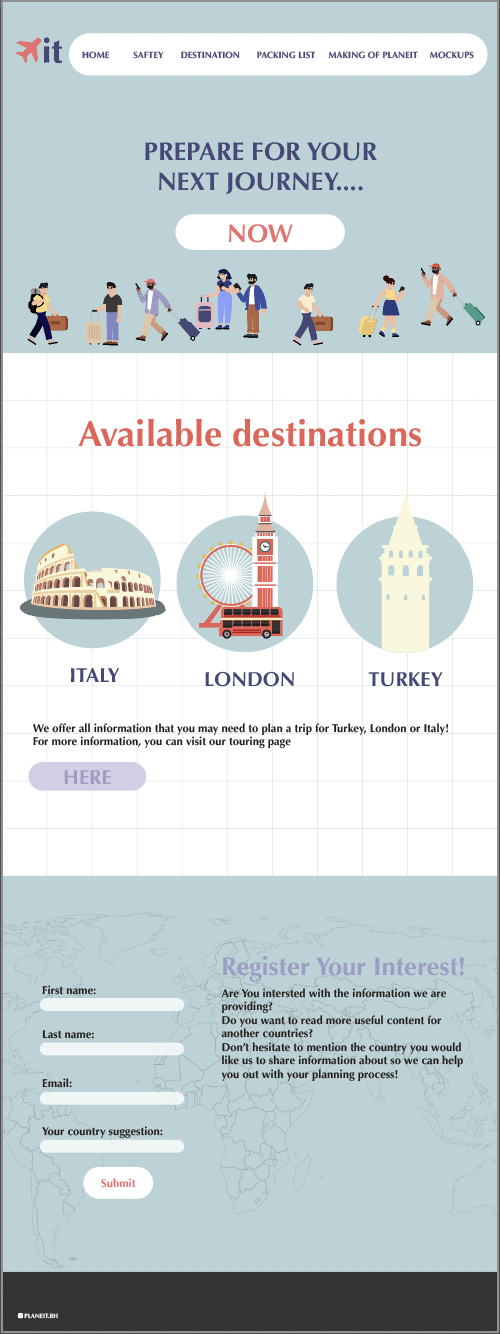 it
HOME SAFTEY DESTINATION PACKING LIST MAKING OF PLANEIT MOCKUPS
PREPARE FOR YOUR
NEXT JOURNEY....
NOW
Available destinations
ITALY
LONDON
TURKEY
We offer all information that you may need to plan a trip for Turkey, London or Italy!
For more information, you can visit our touring page
HERE
First name:
Last name:
Email:
Your country suggestion:
Submit
Register Your Interest!
Are You intersted with the information we are
providing?
Do you want to read more useful content for
another countries?
Don't hesitate to mention the country you would
like us to share information about so we can help
you out with your planning process!
PLANEIT.BH